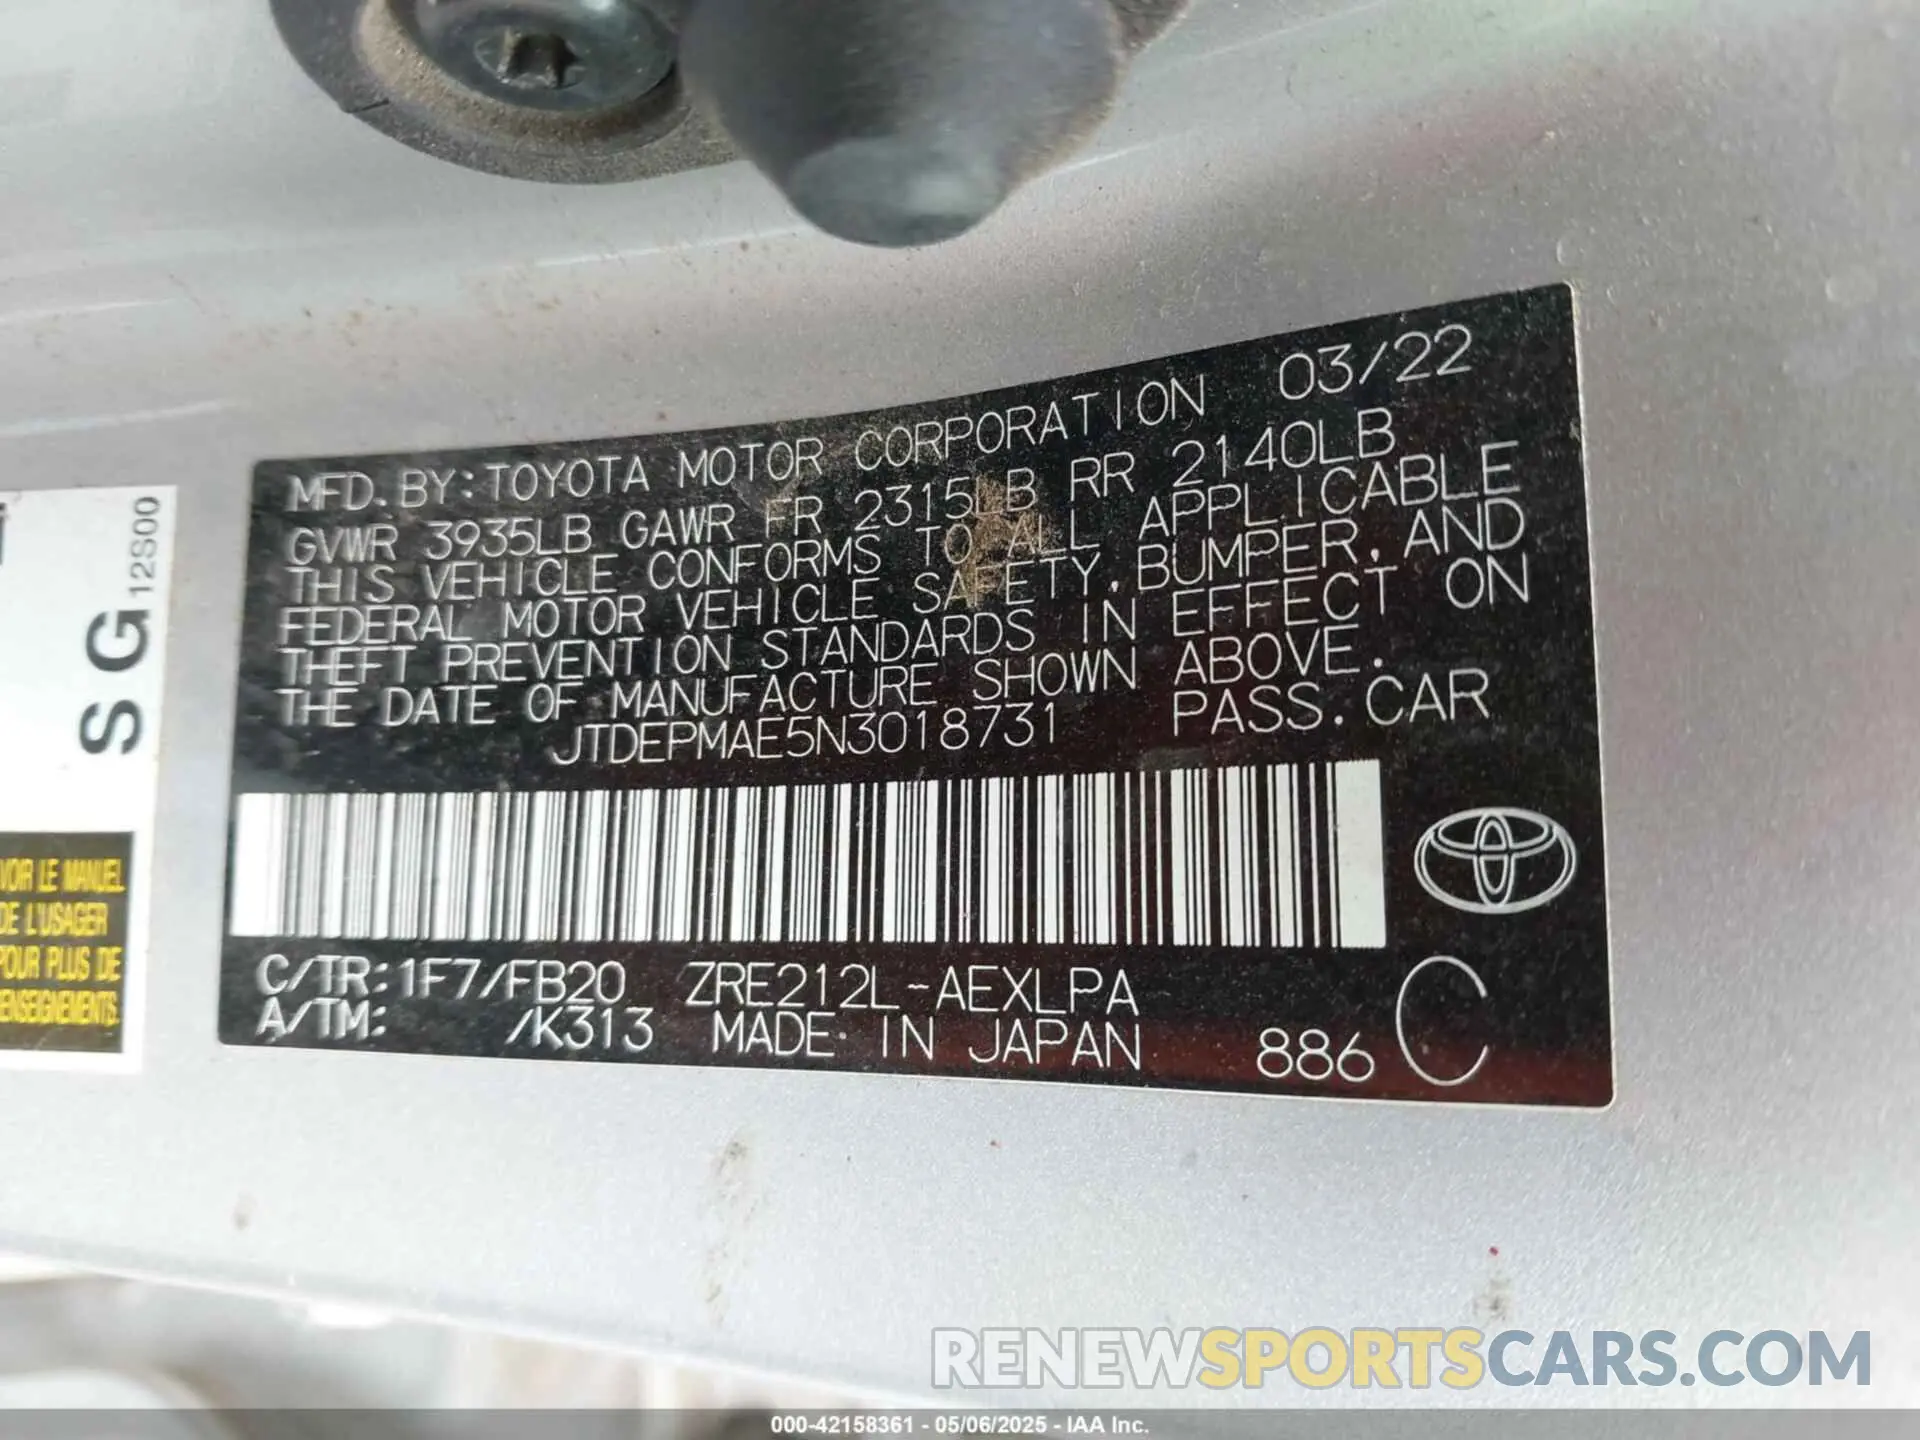 MFD. BY: TOYOTA MOTOR CORPORATION 03/22
GVWR 3935LB GAWR FR 2315LB RR 2140LB
THIS VEHICLE CONFORMS TO ALL APPLICABLE
FEDERAL MOTOR VEHICLE SAFETY, BUMPER, AND
THEFT PREVENTION STANDARDS IN EFFECT ON
THE DATE OF MANUFACTURE SHOWN ABOVE.
JTDEPMAE5N3018731 PASS. CAR
C/TR: 1F7/FB20 ZRE212L-AEXLPA
A/TM: /K313 MADE IN JAPAN 886 C
SG 12S00
VOIR LE MANUEL
DE L'USAGER
POUR PLUS DE
RENEWSPORTSCARS.COM
000-42158361 - 05/06/2025 - IAA Inc.